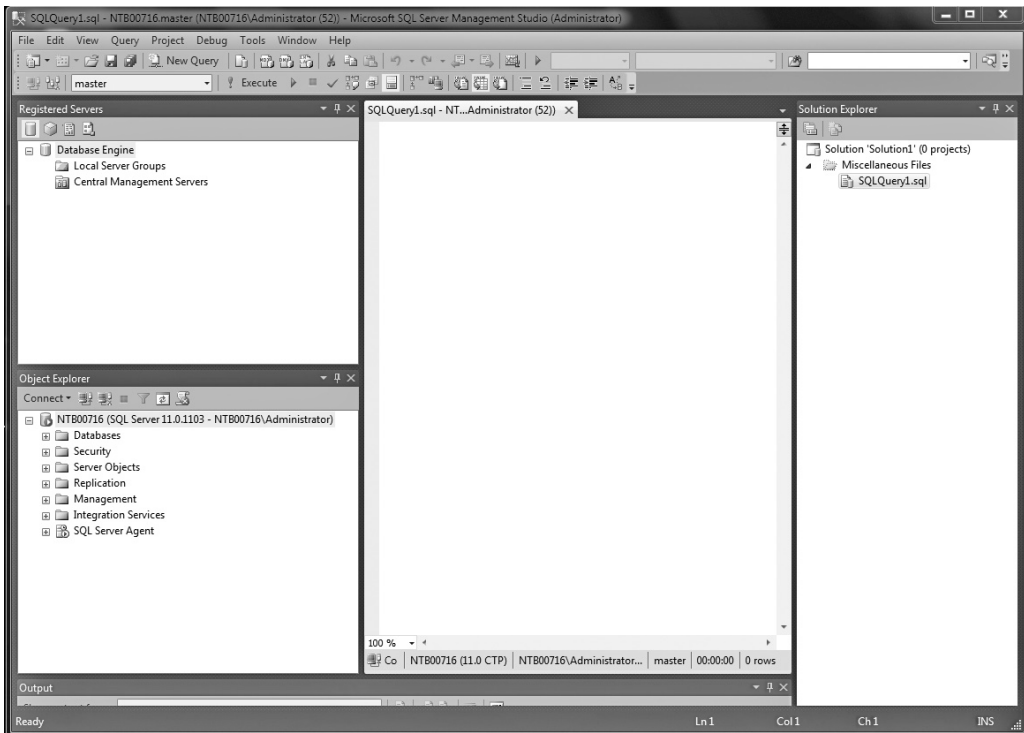 SQLQuery1.sql - NTB00716.master (NTB00716\Administrator (52)) - Microsoft SQL Server Management Studio (Administrator)
File Edit View Query Project Debug Tools Window Help
New Query
master Execute
Registered Servers
Database Engine
Local Server Groups
Central Management Servers
Object Explorer
Connect
NTB00716 (SQL Server 11.0.1103 - NTB00716\Administrator)
Databases
Security
Server Objects
Replication
Management
Integration Services
SQL Server Agent
SQLQuery1.sql - NT...Administrator (52))
100 %
Co NTB00716 (11.0 CTP) NTB00716\Administrator... master 00:00:00 0 rows
Solution Explorer
Solution 'Solution1' (0 projects)
Miscellaneous Files
SQLQuery1.sql
Output
Ready Ln 1 Col 1 Ch 1 INS